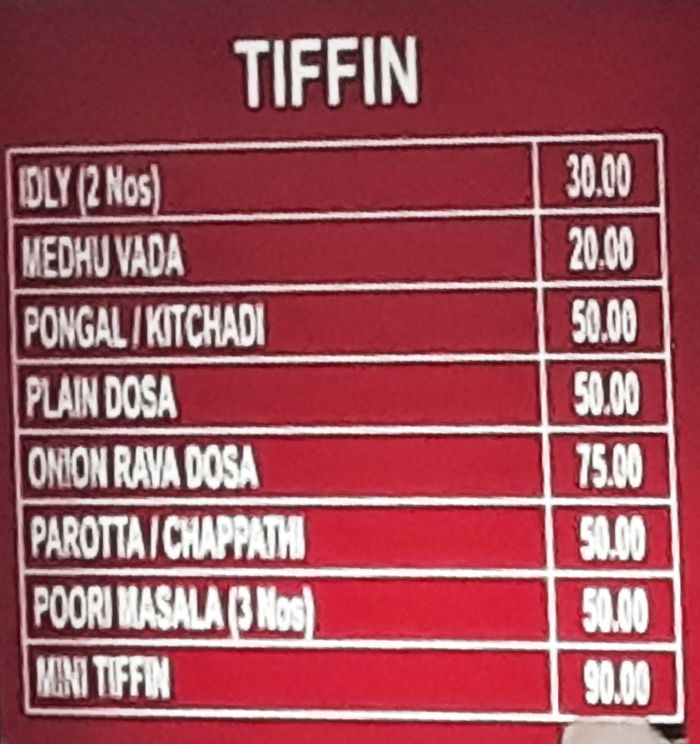 TIFFIN
IDLY (2 Nos) 30.00
MEDHU VADA 20.00
PONGAL / KITCHADI 50.00
PLAIN DOSA 50.00
ONION RAVA DOSA 75.00
PAROTTA / CHAPPATHI 50.00
POORI MASALA (3 Nos) 50.00
MINI TIFFIN 90.00